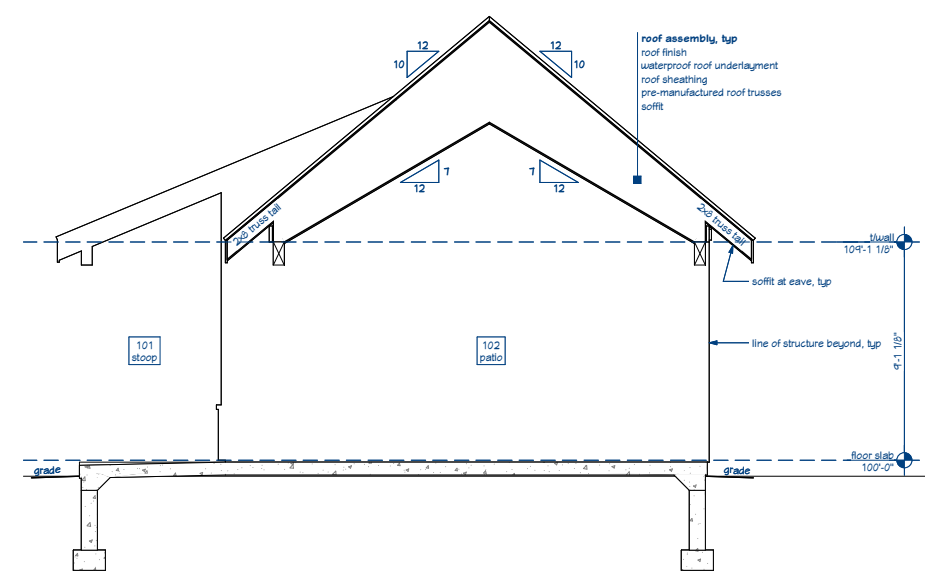 12
10
12
10
roof assembly, typ
roof finish
waterproof roof underlayment
roof sheathing
pre-manufactured roof trusses
soffit
7
12
7
12
2x8 truss tail
2x8 truss tail
t/wall
109'-1 1/8"
soffit at eave, typ
101
stoop
102
patio
line of structure beyond, typ
9'-1 1/8"
floor slab
100'-0"
grade
grade